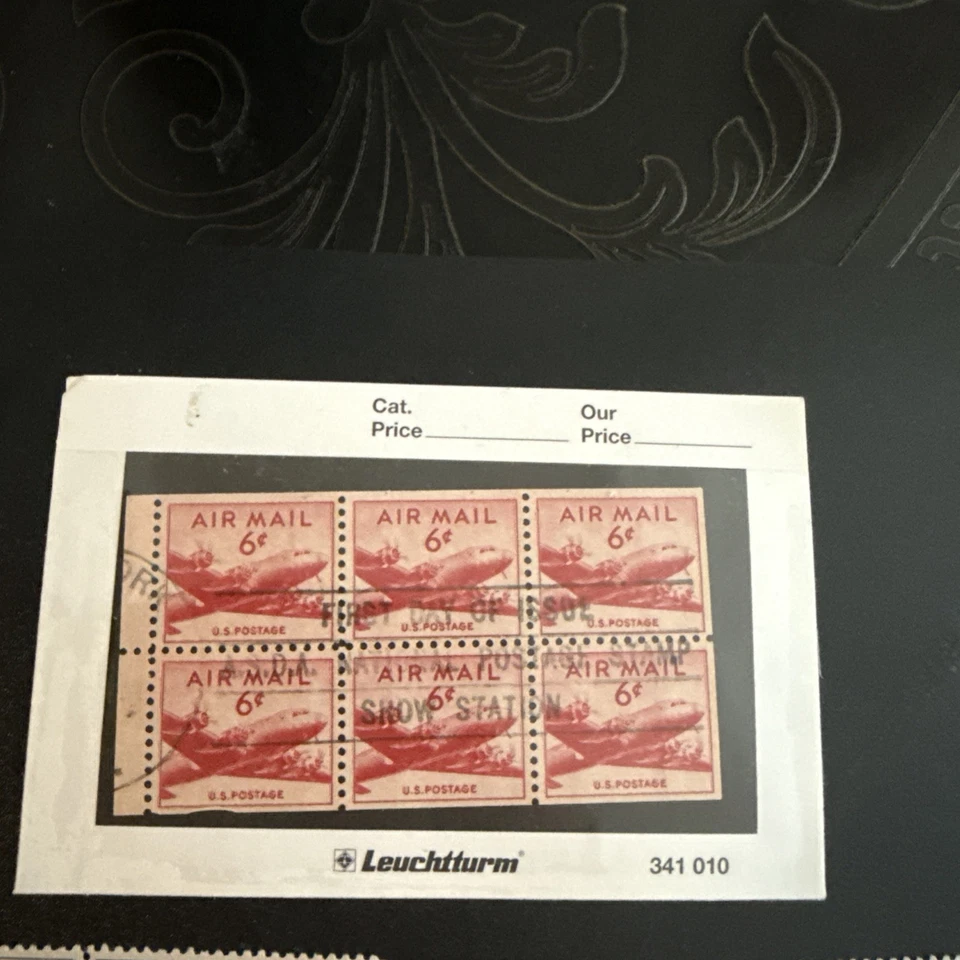 Cat.
Price
Our
Price
AIR MAIL
6¢
U.S. POSTAGE
AIR MAIL
6¢
U.S. POSTAGE
AIR MAIL
6¢
U.S. POSTAGE
FIRST DAY OF ISSUE
A.S.D.A. NATIONAL POSTAGE STAMP
SHOW STATION
AIR MAIL
6¢
U.S. POSTAGE
AIR MAIL
6¢
U.S. POSTAGE
AIR MAIL
6¢
U.S. POSTAGE
Leuchtturm
341 010